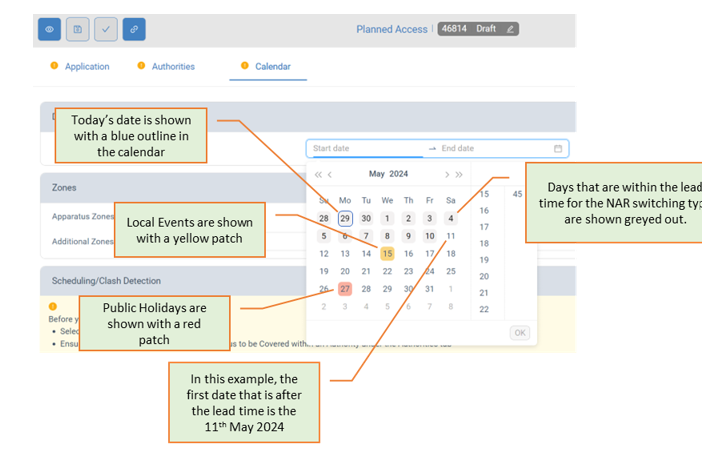 Planned Access | 46814 Draft
Application Authorities Calendar
Today's date is shown
with a blue outline in
the calendar
Start date → End date
« ‹ May 2024 › »
Su Mo Tu We Th Fr Sa
28 29 30 1 2 3 4
5 6 7 8 9 10 11
12 13 14 15 16 17 18
19 20 21 22 23 24 25
26 27 28 29 30 31 1
2 3 4 5 6 7 8
15 45
16
17
18
19
20
21
22
OK
Days that are within the lead
time for the NAR switching
are shown greyed out.
Zones
Apparatus Zones
Additional Zones
Local Events are shown
with a yellow patch
Scheduling/Clash Detection
Public Holidays are
shown with a red
patch
Before
to be Covered within an Authority under the Authorities tab
In this example, the
first date that is after
the lead time is the
11th May 2024